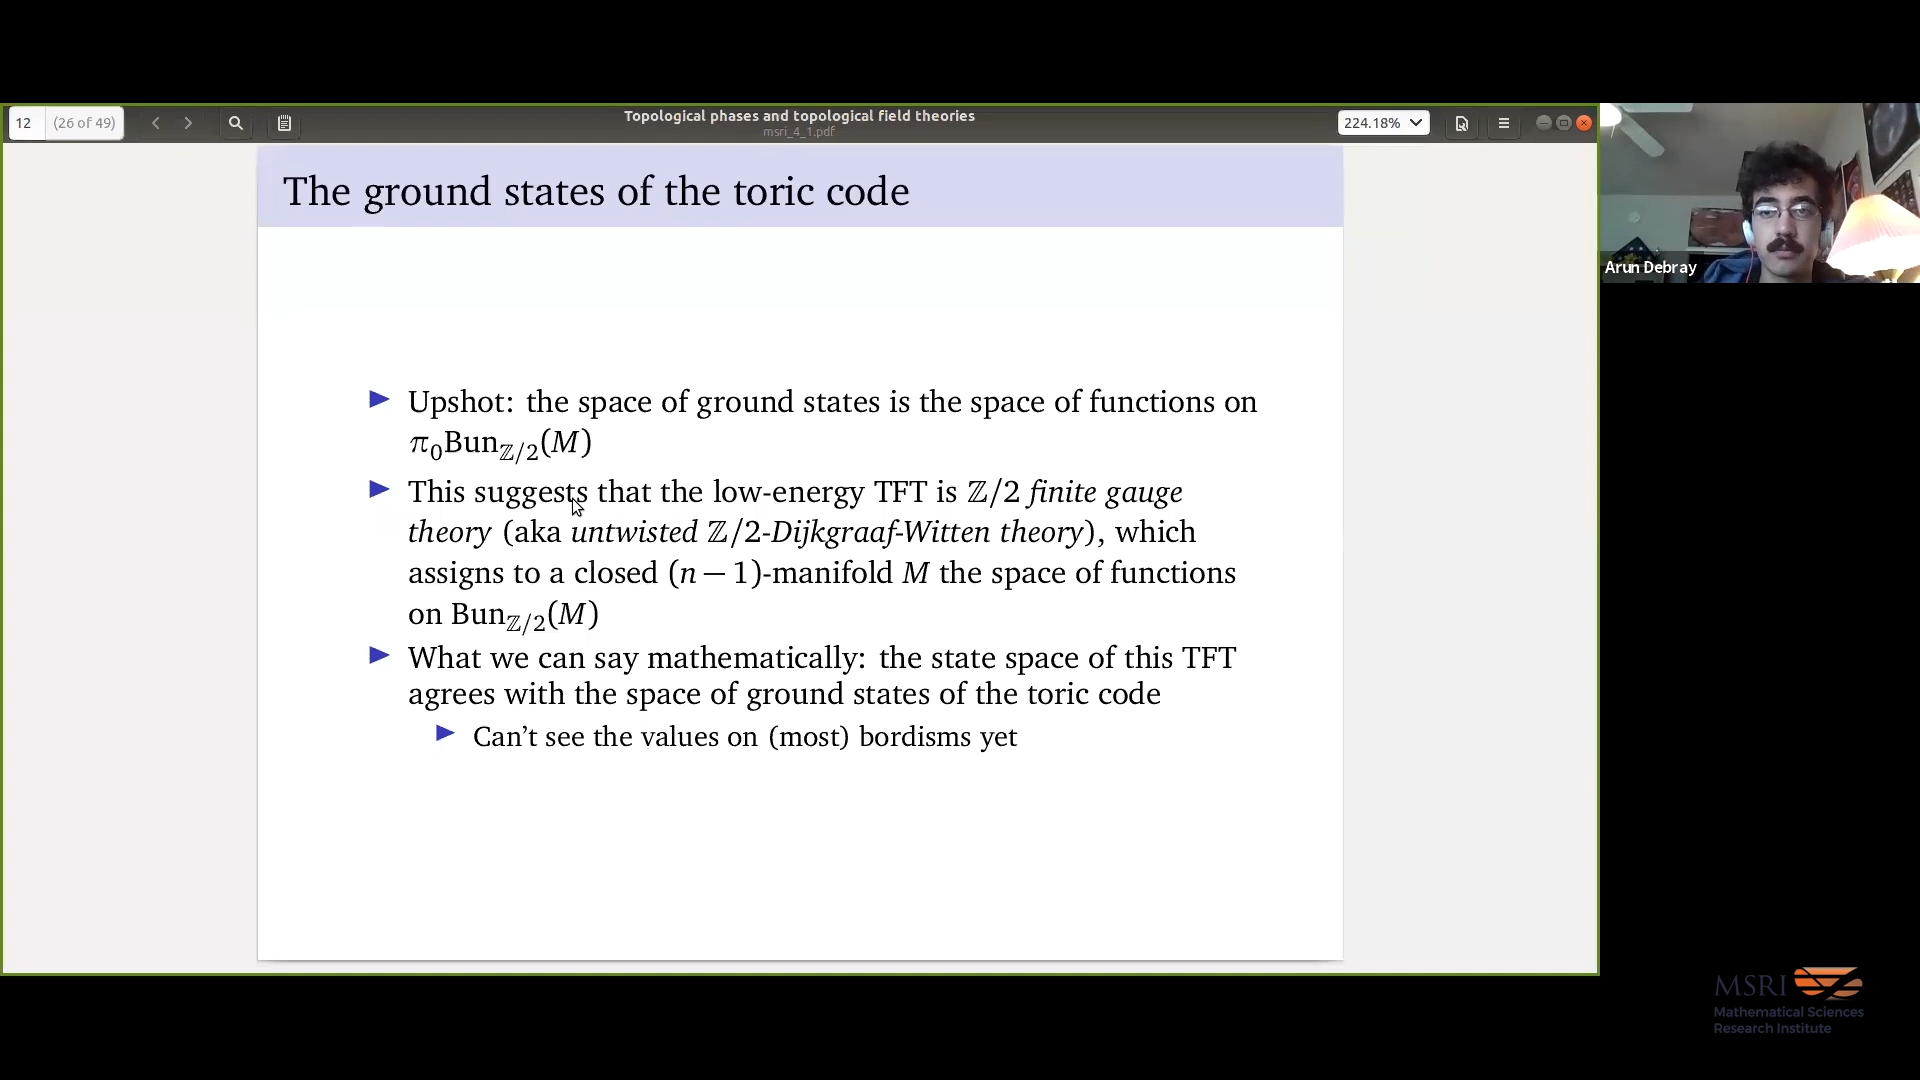 12 (26 of 49)
Topological phases and topological field theories
msri_4_1.pdf
224.18%
The ground states of the toric code
Upshot: the space of ground states is the space of functions on
π₀Bun_{ℤ/2}(M)
This suggests that the low-energy TFT is ℤ/2 finite gauge
theory (aka untwisted ℤ/2-Dijkgraaf-Witten theory), which
assigns to a closed (n − 1)-manifold M the space of functions
on Bun_{ℤ/2}(M)
What we can say mathematically: the state space of this TFT
agrees with the space of ground states of the toric code
Can't see the values on (most) bordisms yet
Arun Debray
MSRI
Mathematical Sciences
Research Institute